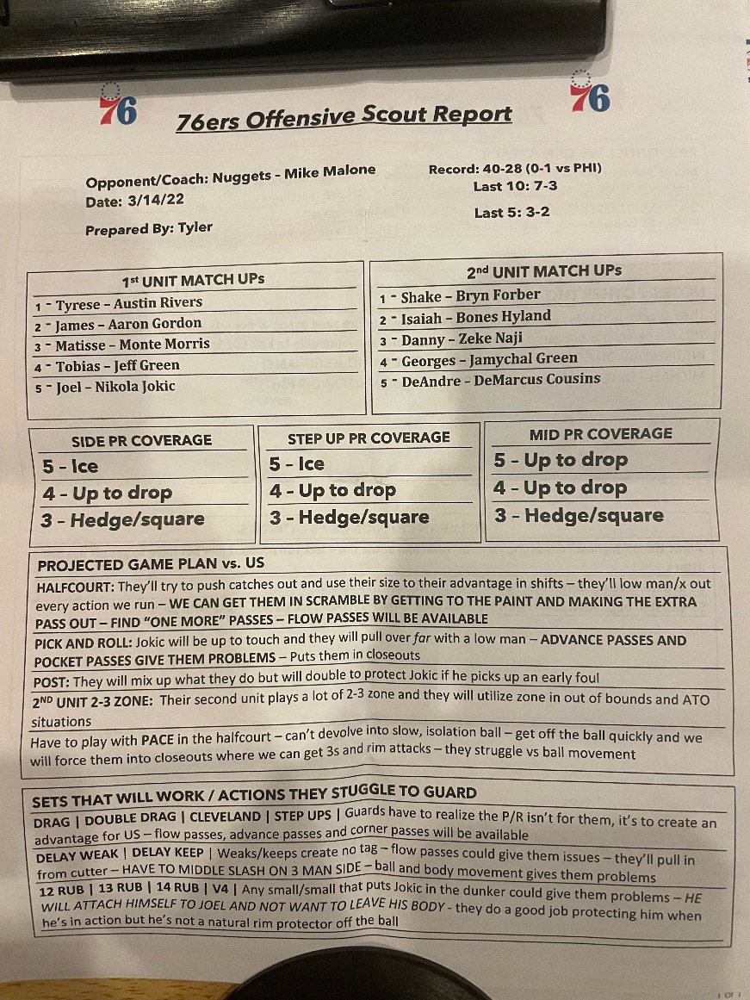 76
76
76ers Offensive Scout Report
Opponent/Coach: Nuggets - Mike Malone
Date: 3/14/22
Prepared By: Tyler
Record: 40-28 (0-1 vs PHI)
Last 10: 7-3
Last 5: 3-2
1st UNIT MATCH UPs
1 - Tyrese – Austin Rivers
2 - James – Aaron Gordon
3 - Matisse – Monte Morris
4 - Tobias – Jeff Green
5 - Joel – Nikola Jokic
2nd UNIT MATCH UPs
1 - Shake – Bryn Forber
2 - Isaiah – Bones Hyland
3 - Danny – Zeke Naji
4 - Georges – Jamychal Green
5 - DeAndre – DeMarcus Cousins
SIDE PR COVERAGE
5 - Ice
4 - Up to drop
3 - Hedge/square
STEP UP PR COVERAGE
5 - Ice
4 - Up to drop
3 - Hedge/square
MID PR COVERAGE
5 - Up to drop
4 - Up to drop
3 - Hedge/square
PROJECTED GAME PLAN vs. US
HALFCOURT: They'll try to push catches out and use their size to their advantage in shifts – they'll low man/x out
every action we run – WE CAN GET THEM IN SCRAMBLE BY GETTING TO THE PAINT AND MAKING THE EXTRA
PASS OUT – FIND "ONE MORE" PASSES – FLOW PASSES WILL BE AVAILABLE
PICK AND ROLL: Jokic will be up to touch and they will pull over far with a low man – ADVANCE PASSES AND
POCKET PASSES GIVE THEM PROBLEMS – Puts them in closeouts
POST: They will mix up what they do but will double to protect Jokic if he picks up an early foul
2ND UNIT 2-3 ZONE: Their second unit plays a lot of 2-3 zone and they will utilize zone in out of bounds and ATO
situations
Have to play with PACE in the halfcourt – can't devolve into slow, isolation ball – get off the ball quickly and we
will force them into closeouts where we can get 3s and rim attacks – they struggle vs ball movement
SETS THAT WILL WORK / ACTIONS THEY STUGGLE TO GUARD
DRAG | DOUBLE DRAG | CLEVELAND | STEP UPS | Guards have to realize the P/R isn't for them, it's to create an
advantage for US – flow passes, advance passes and corner passes will be available
DELAY WEAK | DELAY KEEP | Weaks/keeps create no tag – flow passes could give them issues – they'll pull in
from cutter – HAVE TO MIDDLE SLASH ON 3 MAN SIDE – ball and body movement gives them problems
12 RUB | 13 RUB | 14 RUB | V4 | Any small/small that puts Jokic in the dunker could give them problems – HE
WILL ATTACH HIMSELF TO JOEL AND NOT WANT TO LEAVE HIS BODY - they do a good job protecting him when
he's in action but he's not a natural rim protector off the ball